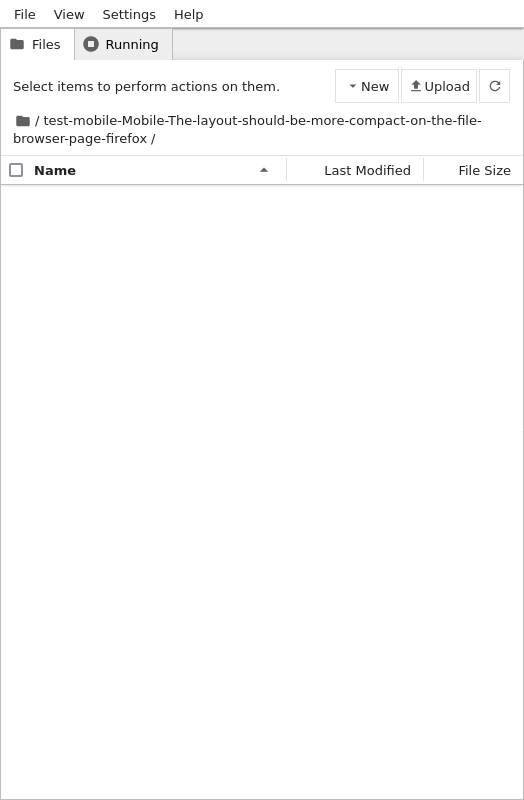 File View Settings Help
Files Running
Select items to perform actions on them. New Upload
/ test-mobile-Mobile-The-layout-should-be-more-compact-on-the-file-
browser-page-firefox /
Name Last Modified File Size